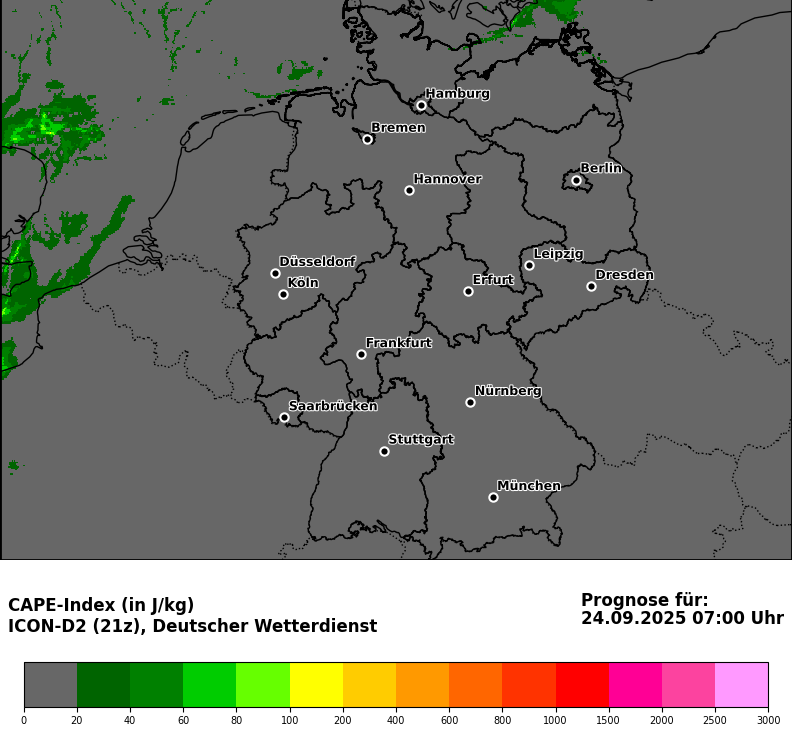 Hamburg
Bremen
Berlin
Hannover
Leipzig
Düsseldorf
Dresden
Köln
Erfurt
Frankfurt
Nürnberg
Saarbrücken
Stuttgart
München
CAPE-Index (in J/kg)
ICON-D2 (21z), Deutscher Wetterdienst
Prognose für:
24.09.2025 07:00 Uhr
0 20 40 60 80 100 200 400 600 800 1000 1500 2000 2500 3000